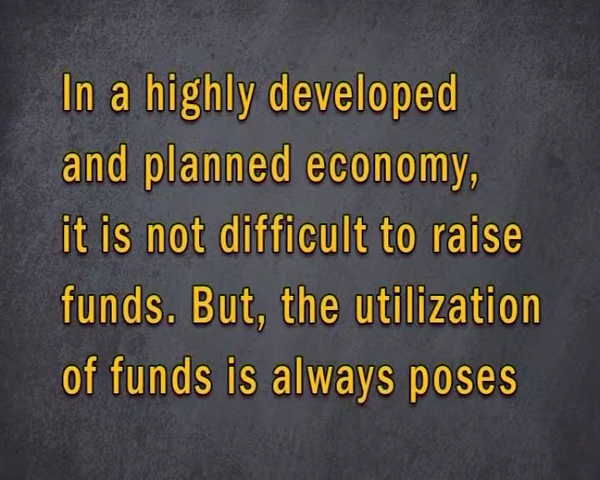 In a highly developed
and planned economy,
it is not difficult to raise
funds. But, the utilization
of funds is always poses